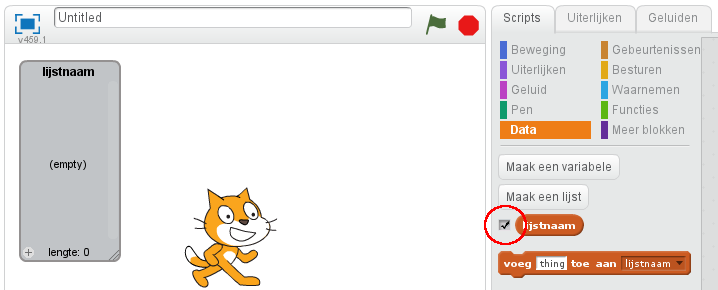 Untitled
v459.1
lijstnaam
(empty)
lengte: 0
Scripts
Uiterlijken
Geluiden
Beweging
Gebeurtenissen
Uiterlijken
Besturen
Geluid
Waarnemen
Pen
Functies
Data
Meer blokken
Maak een variabele
Maak een lijst
lijstnaam
voeg thing toe aan lijstnaam